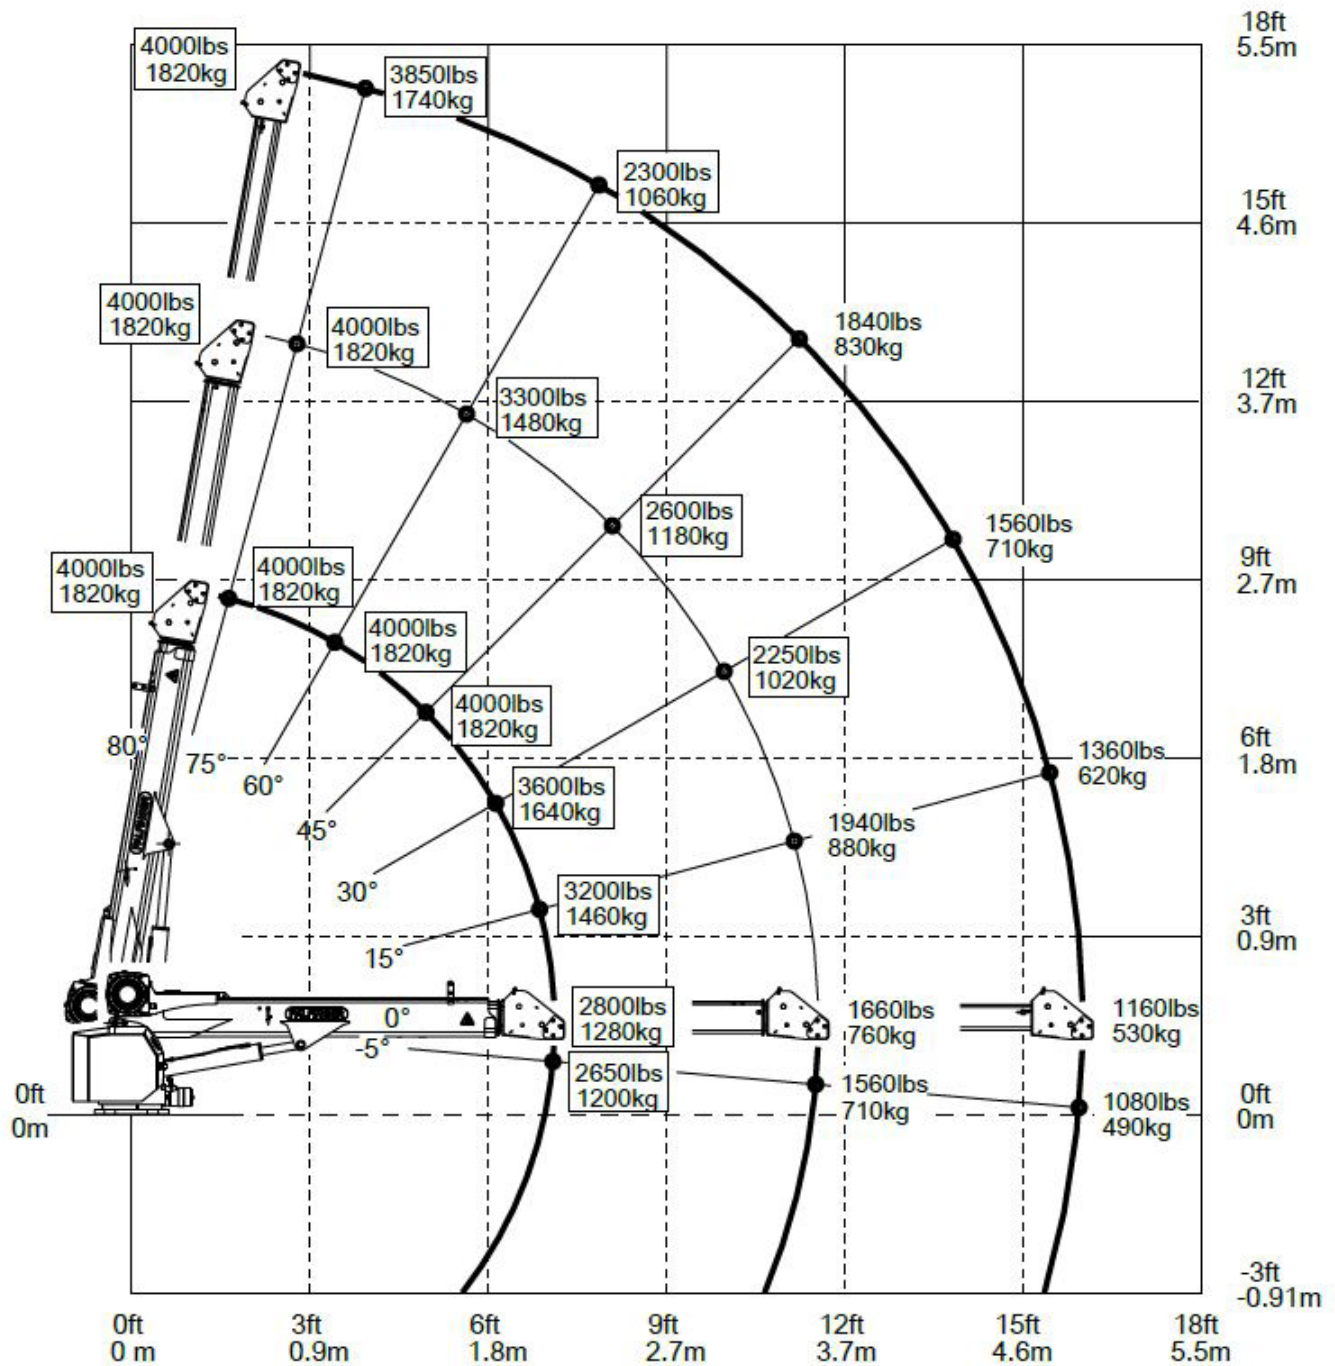 18ft
5.5m
4000lbs
1820kg
3850lbs
1740kg
2300lbs
1060kg
15ft
4.6m
4000lbs
1820kg
4000lbs
1820kg
1840lbs
830kg
3300lbs
1480kg
12ft
3.7m
2600lbs
1180kg
1560lbs
710kg
4000lbs
1820kg
4000lbs
1820kg
9ft
2.7m
4000lbs
1820kg
2250lbs
1020kg
4000lbs
1820kg
80°
75°
60°
45°
30°
15°
0°
-5°
3600lbs
1640kg
1360lbs
620kg
6ft
1.8m
1940lbs
880kg
3200lbs
1460kg
3ft
0.9m
2800lbs
1280kg
1660lbs
760kg
1160lbs
530kg
2650lbs
1200kg
1560lbs
710kg
1080lbs
490kg
0ft
0m
0ft
0m
-3ft
-0.91m
0ft
0 m
3ft
0.9m
6ft
1.8m
9ft
2.7m
12ft
3.7m
15ft
4.6m
18ft
5.5m